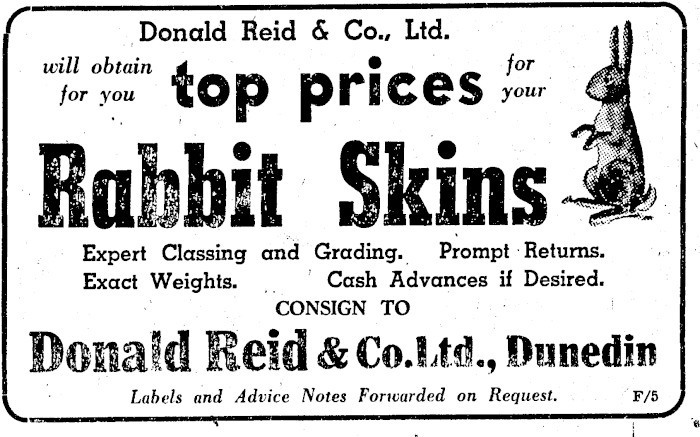 Donald Reid & Co., Ltd.
will obtain for you top prices for your
Rabbit Skins
Expert Classing and Grading. Prompt Returns.
Exact Weights. Cash Advances if Desired.
CONSIGN TO
Donald Reid & Co. Ltd., Dunedin
Labels and Advice Notes Forwarded on Request. F/5